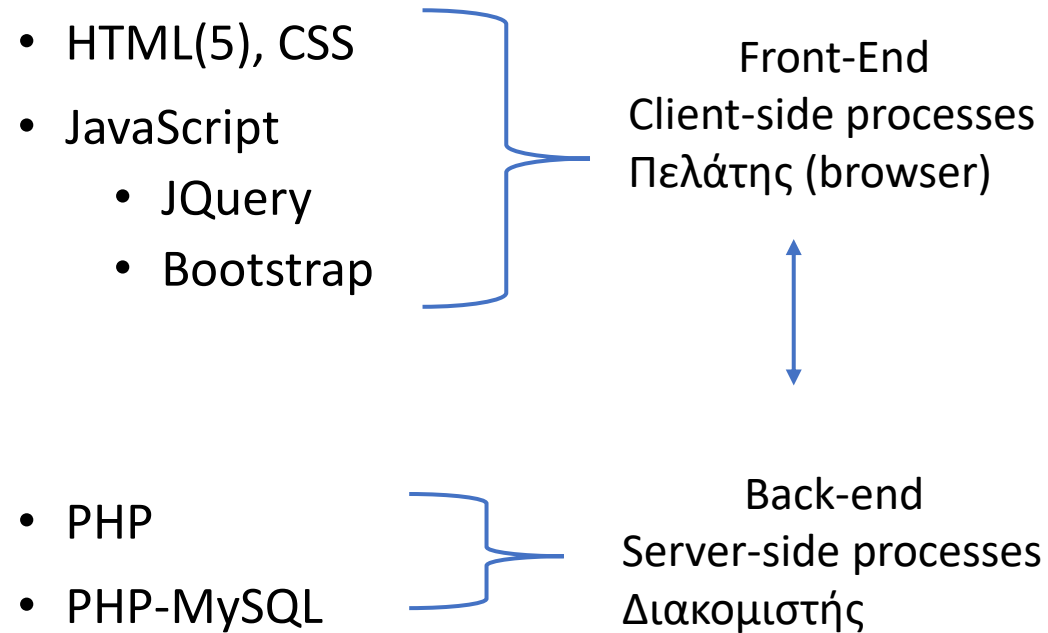 • HTML(5), CSS
• JavaScript
• JQuery
• Bootstrap
Front-End
Client-side processes
Πελάτης (browser)
• PHP
• PHP-MySQL
Back-end
Server-side processes
Διακομιστής